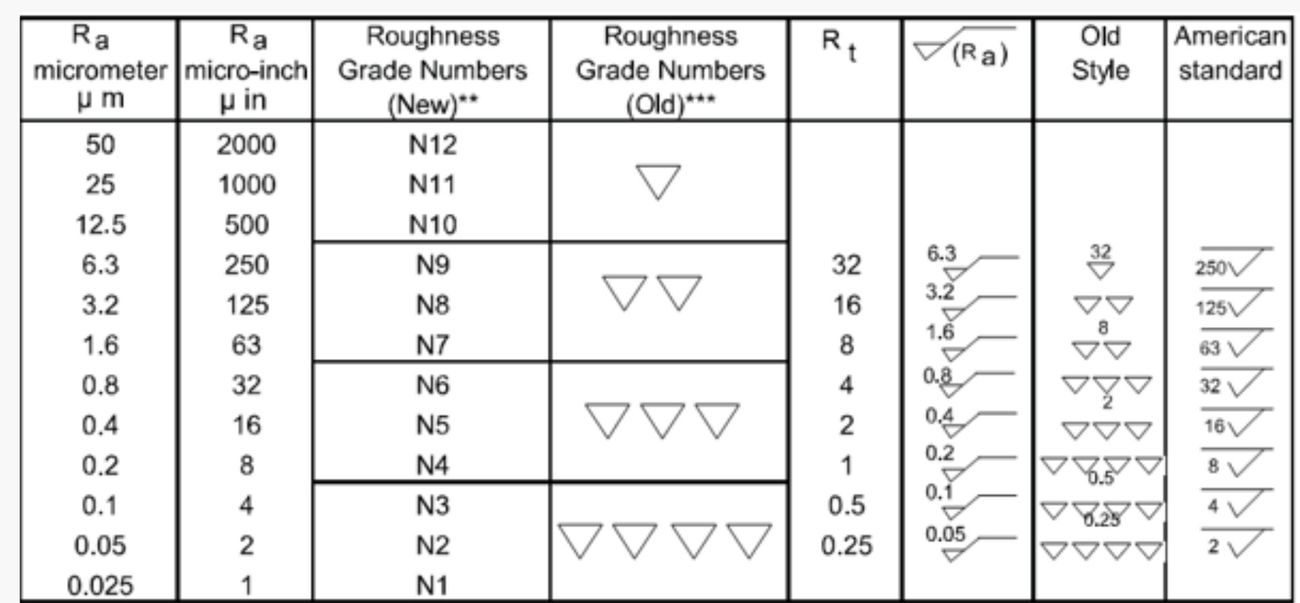 Ra micrometer µ m | Ra micro-inch µ in | Roughness Grade Numbers (New)** | Roughness Grade Numbers (Old)*** | R t | (Ra) | Old Style | American standard
50 2000 N12
25 1000 N11
12.5 500 N10
6.3 250 N9 32 6.3 32 250
3.2 125 N8 16 3.2 125
1.6 63 N7 8 1.6 8 63
0.8 32 N6 4 0.8 32
0.4 16 N5 2 0.4 2 16
0.2 8 N4 1 0.2 8
0.1 4 N3 0.5 0.1 0.5 4
0.05 2 N2 0.25 0.05 0.25 2
0.025 1 N1